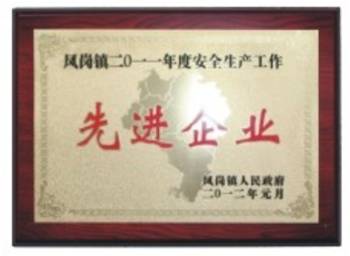 凤岗镇二〇一一年度安全生产工作
先进企业
凤岗镇人民政府
二〇一二年元月